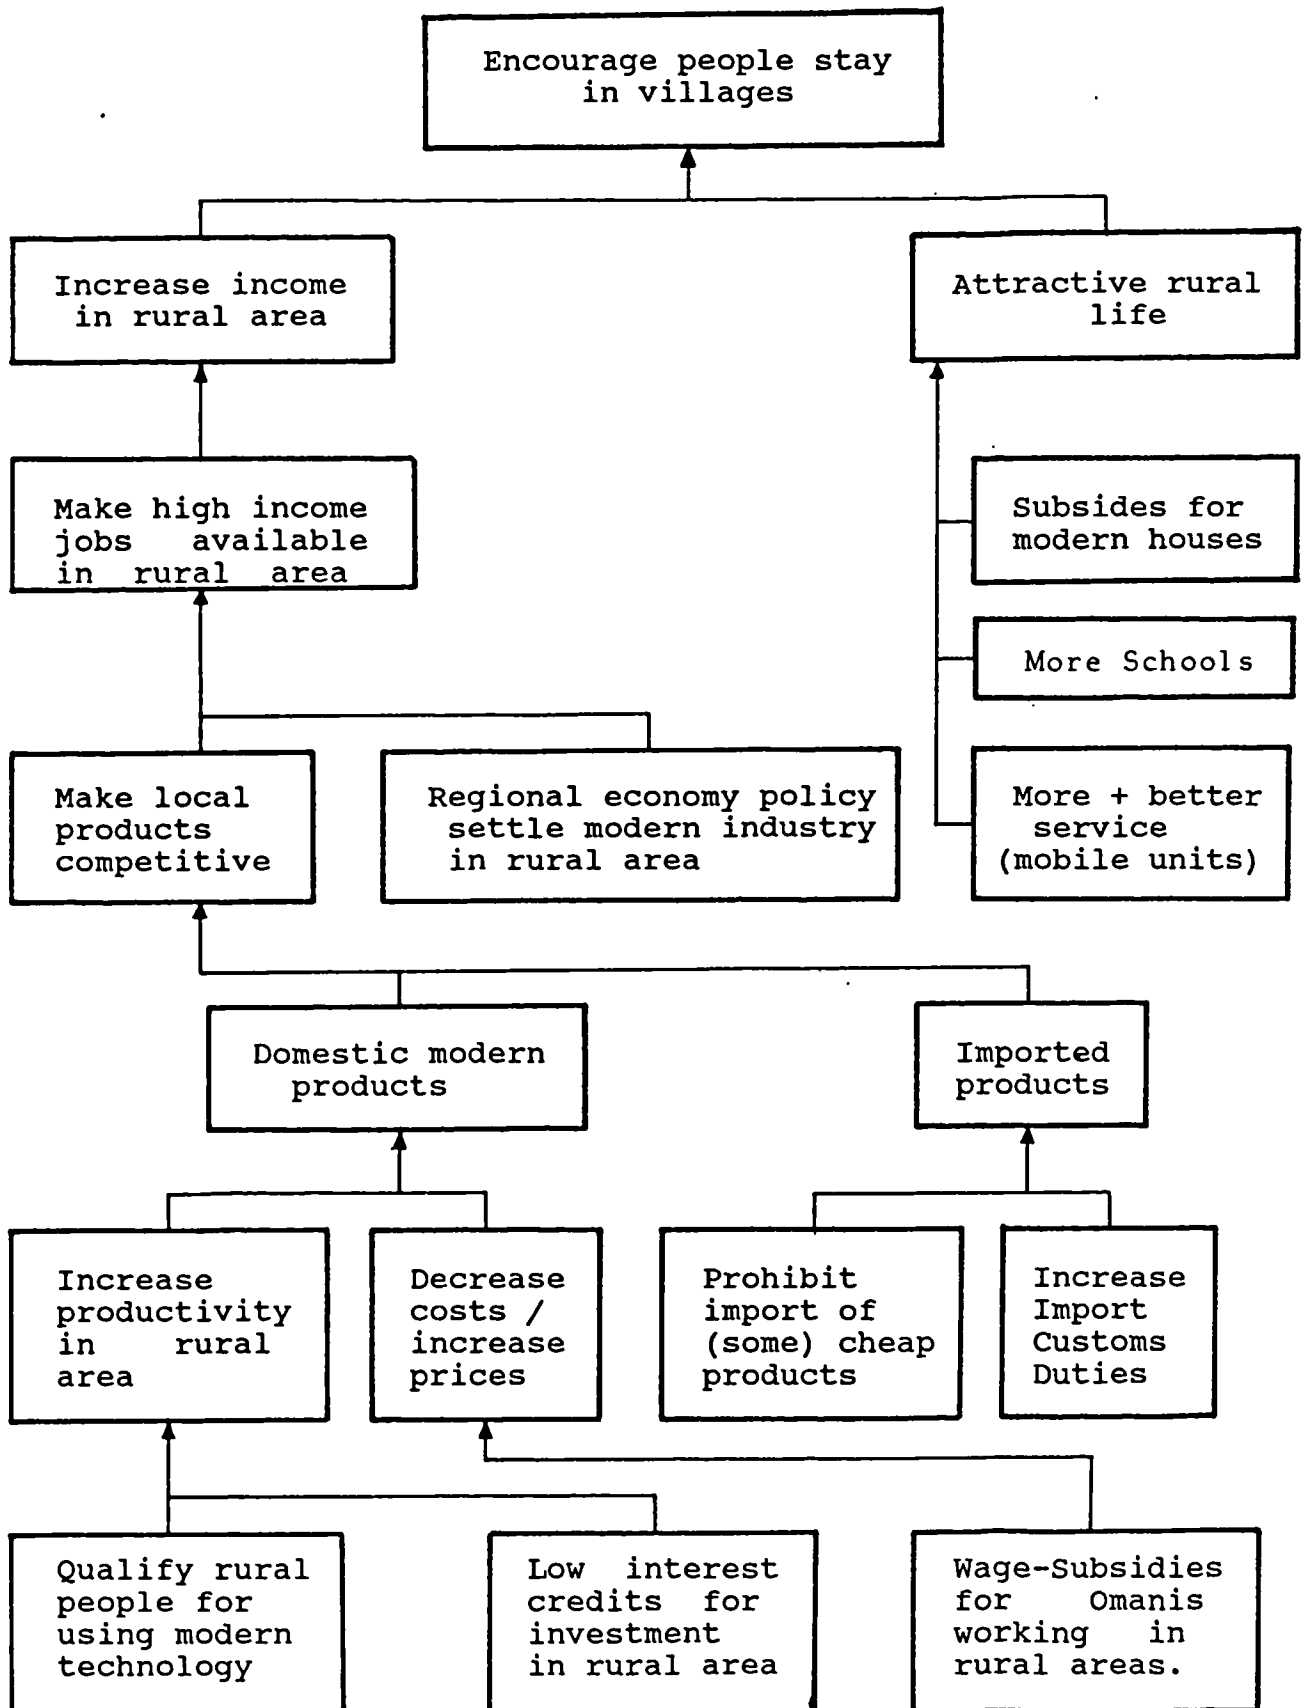 Encourage people stay
in villages
Increase income
in rural area
Attractive rural
life
Make high income
jobs available
in rural area
Subsides for
modern houses
More Schools
Make local
products
competitive
Regional economy policy
settle modern industry
in rural area
More + better
service
(mobile units)
Domestic modern
products
Imported
products
Increase
productivity
in rural
area
Decrease
costs /
increase
prices
Prohibit
import of
(some) cheap
products
Increase
Import
Customs
Duties
Qualify rural
people for
using modern
technology
Low interest
credits for
investment
in rural area
Wage-Subsidies
for Omanis
working in
rural areas.